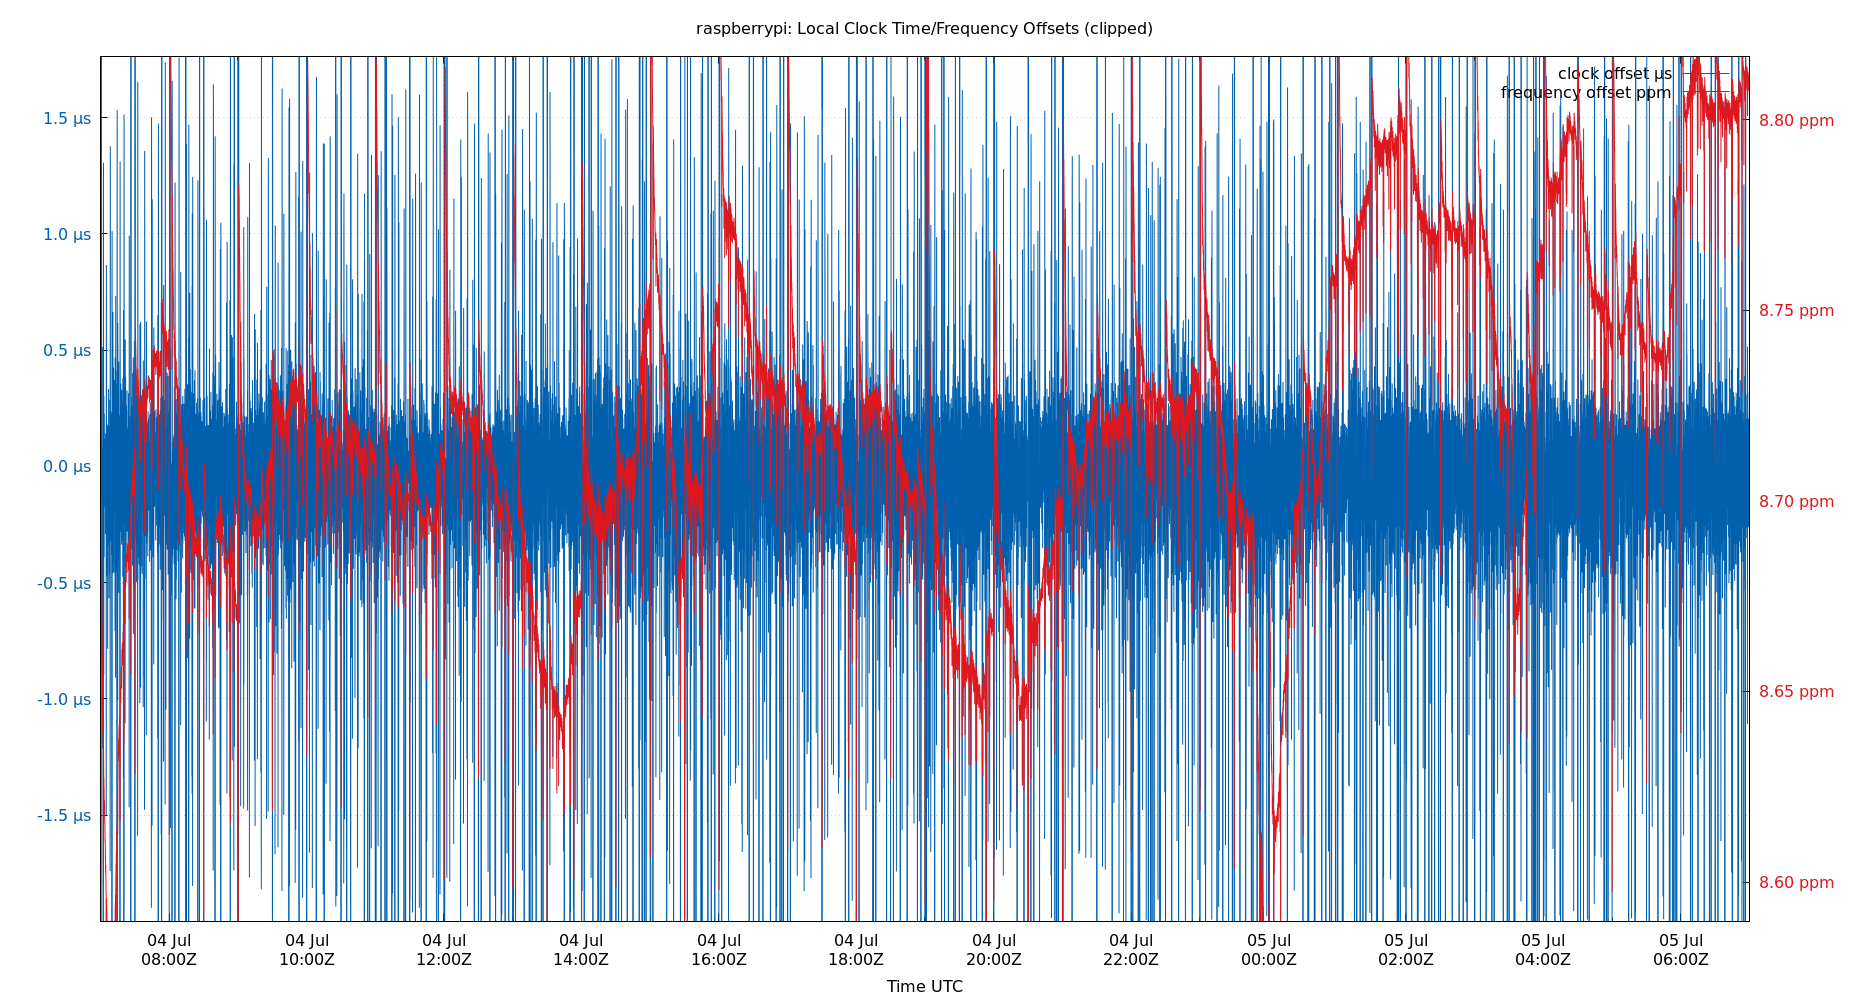 raspberrypi: Local Clock Time/Frequency Offsets (clipped)
clock offset µs
frequency offset ppm
1.5 µs
1.0 µs
0.5 µs
0.0 µs
-0.5 µs
-1.0 µs
-1.5 µs
8.80 ppm
8.75 ppm
8.70 ppm
8.65 ppm
8.60 ppm
04 Jul 04 Jul 04 Jul 04 Jul 04 Jul 04 Jul 04 Jul 04 Jul 05 Jul 05 Jul 05 Jul 05 Jul
08:00Z 10:00Z 12:00Z 14:00Z 16:00Z 18:00Z 20:00Z 22:00Z 00:00Z 02:00Z 04:00Z 06:00Z
Time UTC